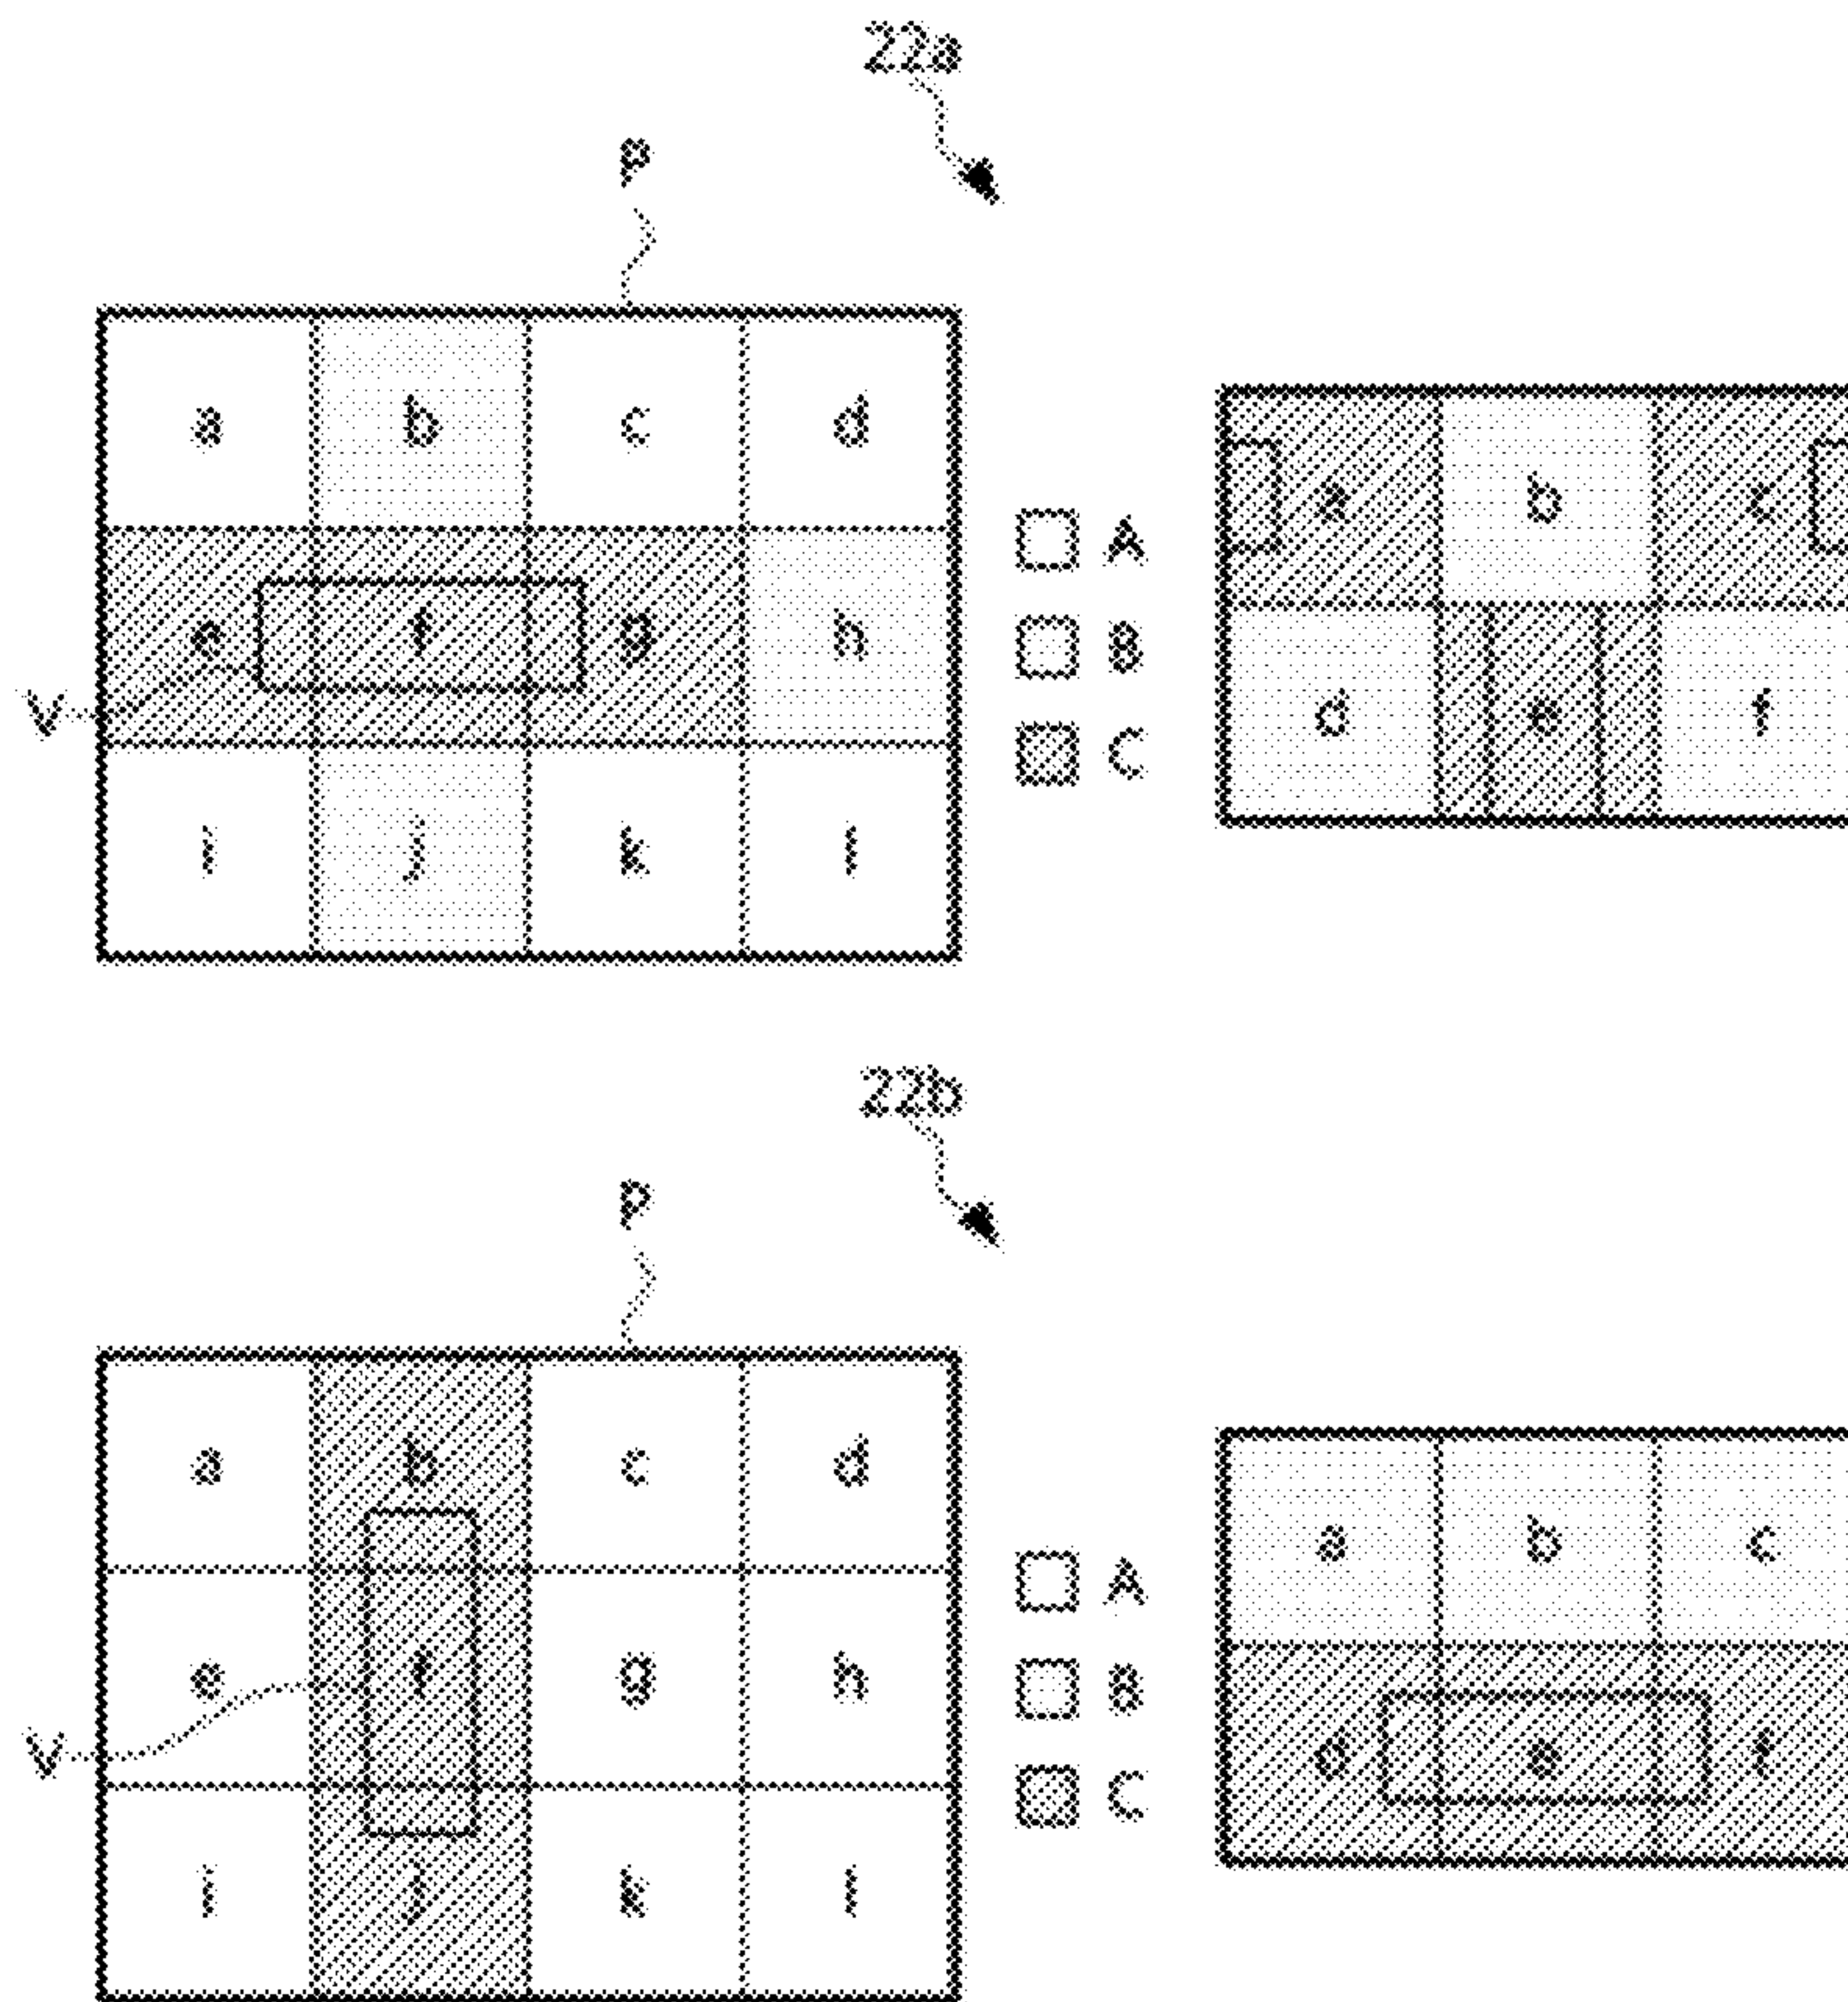 22a
P
a b c d
e f g h
i j k l
V
A
B
C
a b c
d e f
22b
P
a b c d
e f g h
i j k l
V
A
B
C
a b c
d e f